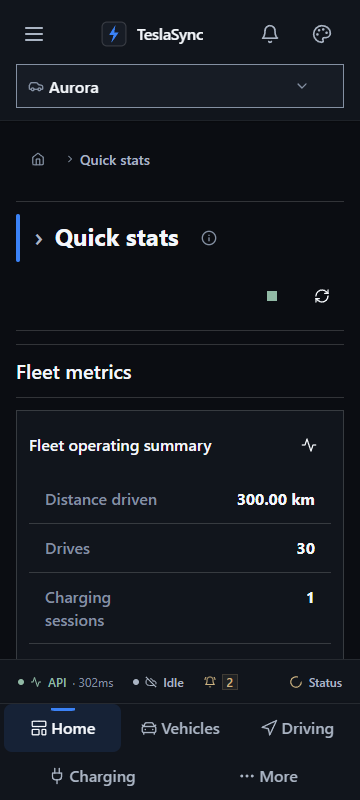 TeslaSync
Aurora
Quick stats
Quick stats
Fleet metrics
Fleet operating summary
Distance driven 300.00 km
Drives 30
Charging sessions 1
API · 302ms Idle 2 Status
Home Vehicles Driving
Charging More